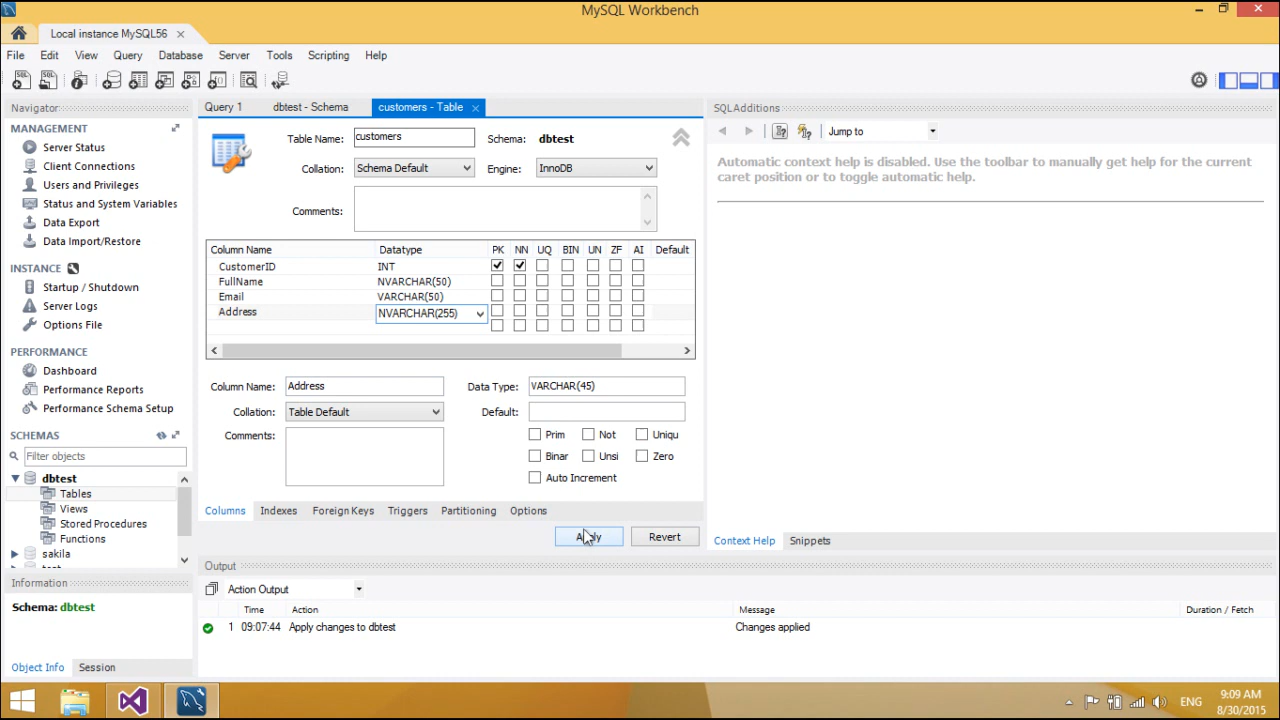 MySQL Workbench
Local instance MySQL56
File Edit View Query Database Server Tools Scripting Help
Navigator
MANAGEMENT
Server Status
Client Connections
Users and Privileges
Status and System Variables
Data Export
Data Import/Restore
INSTANCE
Startup / Shutdown
Server Logs
Options File
PERFORMANCE
Dashboard
Performance Reports
Performance Schema Setup
SCHEMAS
Filter objects
dbtest
Tables
Views
Stored Procedures
Functions
sakila
Information
Schema: dbtest
Object Info Session
Query 1 dbtest - Schema customers - Table
Table Name: customers Schema: dbtest
Collation: Schema Default Engine: InnoDB
Comments:
Column Name Datatype PK NN UQ BIN UN ZF AI Default
CustomerID INT
FullName NVARCHAR(50)
Email VARCHAR(50)
Address NVARCHAR(255)
Column Name: Address Data Type: VARCHAR(45)
Collation: Table Default Default:
Comments: Prim Not Uniqu
Binar Unsi Zero
Auto Increment
Columns Indexes Foreign Keys Triggers Partitioning Options
Apply Revert
SQLAdditions
Jump to
Automatic context help is disabled. Use the toolbar to manually get help for the current
caret position or to toggle automatic help.
Context Help Snippets
Output
Action Output
Time Action Message Duration / Fetch
1 09:07:44 Apply changes to dbtest Changes applied
ENG
9:09 AM
8/30/2015